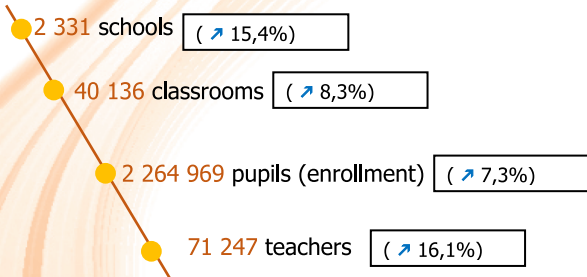 2 331 schools ( ↗ 15,4%)
40 136 classrooms ( ↗ 8,3%)
2 264 969 pupils (enrollment) ( ↗ 7,3%)
71 247 teachers ( ↗ 16,1%)